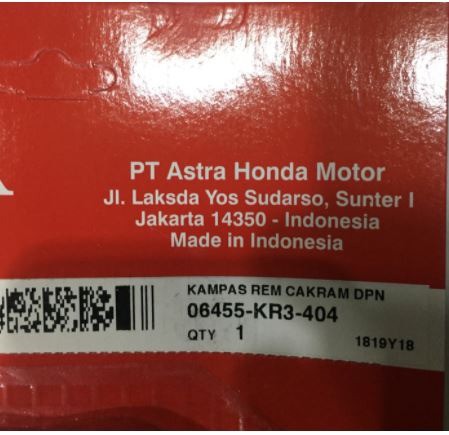 PT Astra Honda Motor
Jl. Laksda Yos Sudarso, Sunter I
Jakarta 14350 - Indonesia
Made in Indonesia
KAMPAS REM CAKRAM DPN
06455-KR3-404
QTY 1
1819Y18